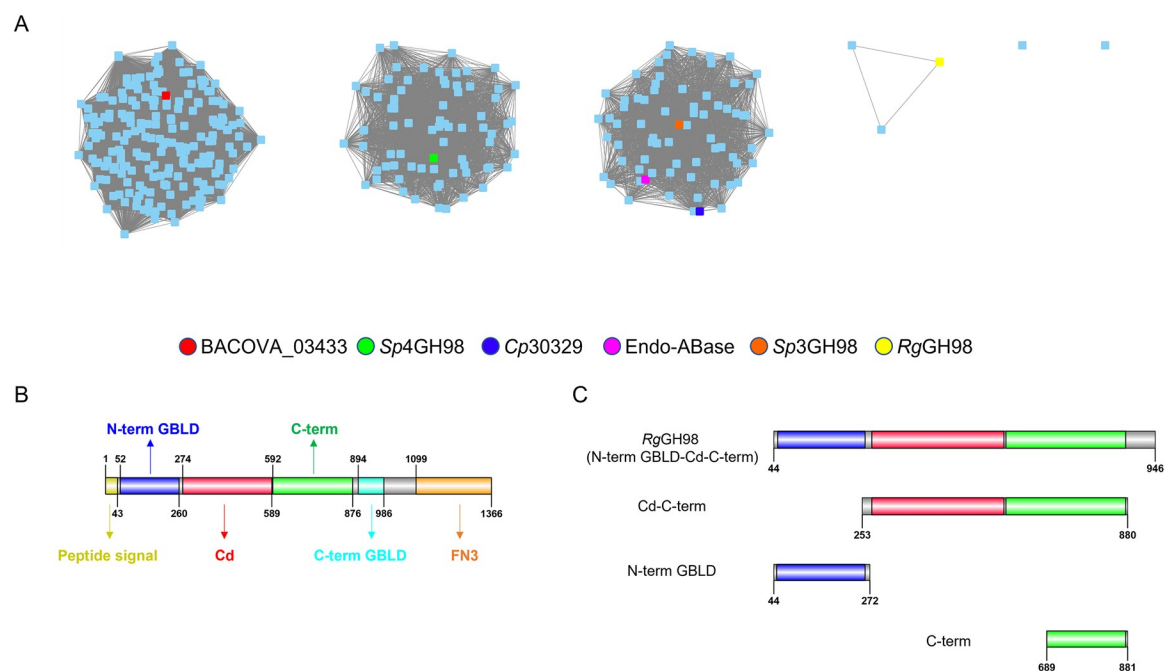 A
BACOVA_03433 Sp4GH98 Cp30329 Endo-ABase Sp3GH98 RgGH98
B
N-term GBLD C-term
1 52 274 592 894 1099
43 260 589 876 986 1366
Peptide signal Cd C-term GBLD FN3
C
RgGH98
(N-term GBLD-Cd-C-term)
44 946
Cd-C-term
253 880
N-term GBLD
44 272
C-term
689 881